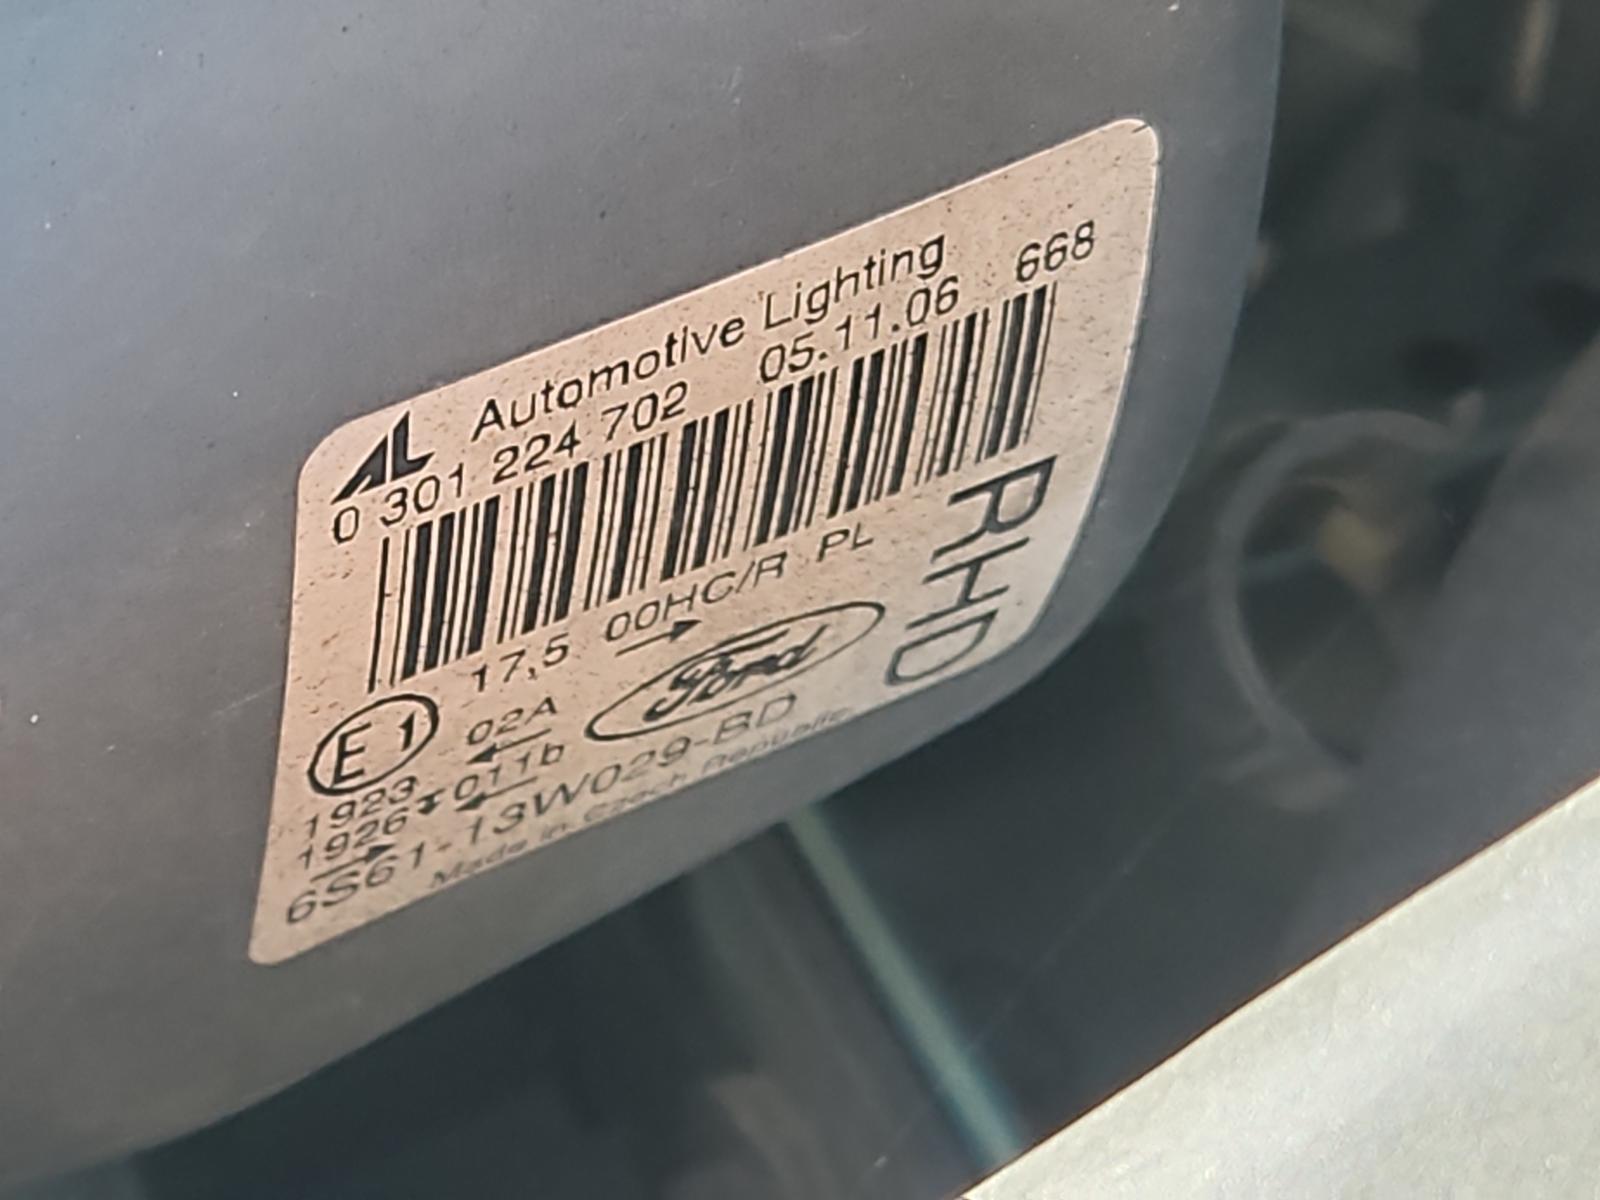 AL Automotive Lighting
0 301 224 702 05.11.06 668
17,5 00HC/R PL
RHD
E1 02A
Ford
1923 011b
1926
6S61-13W029-BD
Made in Czech Republic